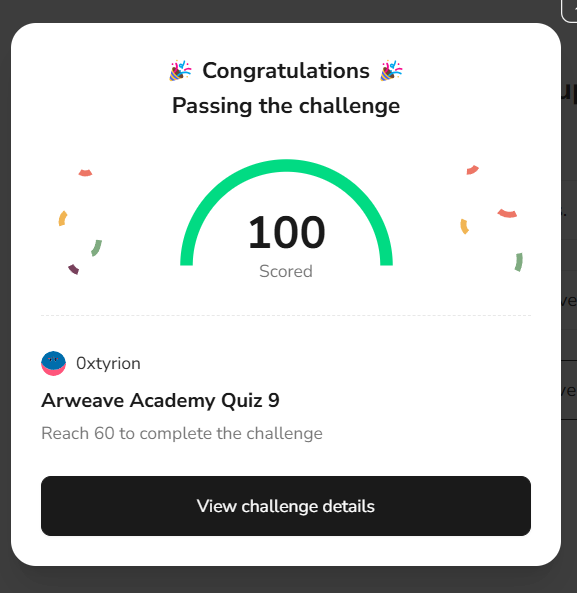 Congratulations
Passing the challenge
100
Scored
0xtyrion
Arweave Academy Quiz 9
Reach 60 to complete the challenge
View challenge details